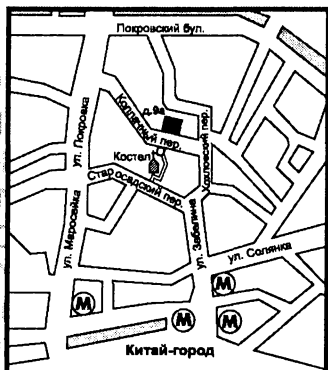 Покровский бул.
д.9а
Колпачный пер.
ул. Покровка
Хохловский пер.
Костел
Старосадский пер.
ул. Маросейка
ул. Забелина
ул. Солянка
М
М
М
М
Китай-город